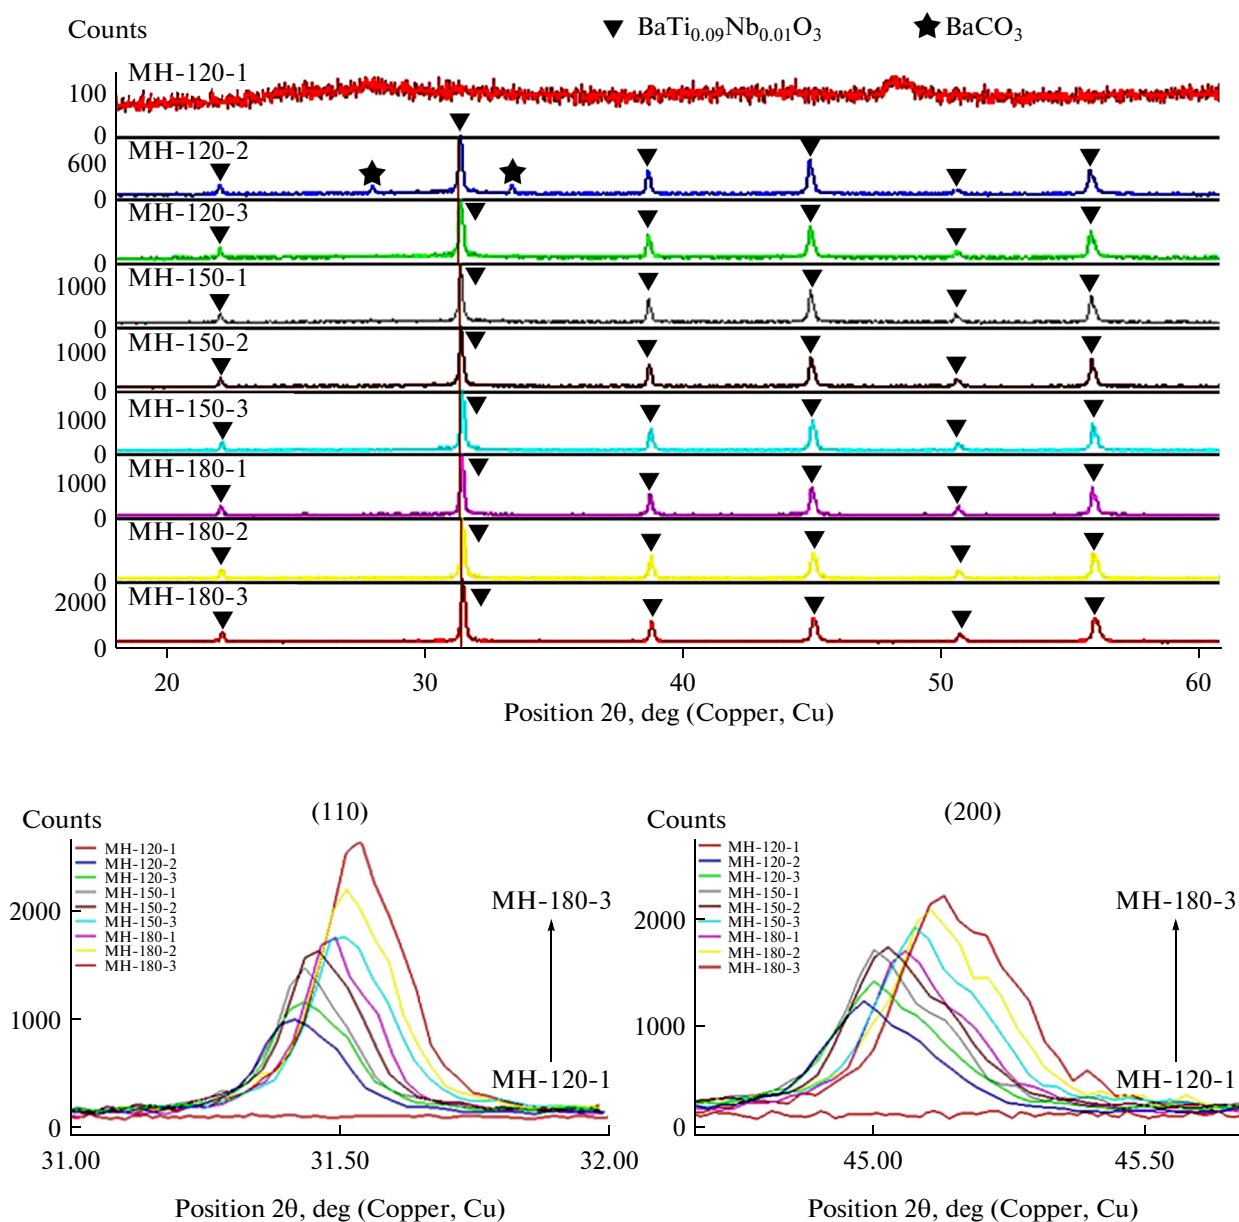 Counts ▼ BaTi0.09Nb0.01O3 ★ BaCO3
MH-120-1
100
0
MH-120-2
600
0
MH-120-3
0
MH-150-1
1000
0
MH-150-2
1000
0
MH-150-3
1000
0
MH-180-1
1000
0
MH-180-2
0
MH-180-3
2000
0
20 30 40 50 60
Position 2θ, deg (Copper, Cu)
(110)
Counts
MH-120-1
MH-120-2
MH-120-3
MH-150-1
MH-150-2
MH-150-3
MH-180-1
MH-180-2
MH-180-3
MH-180-3
2000
1000
MH-120-1
0
31.00 31.50 32.00
Position 2θ, deg (Copper, Cu)
(200)
Counts
MH-120-1
MH-120-2
MH-120-3
MH-150-1
MH-150-2
MH-150-3
MH-180-1
MH-180-2
MH-180-3
MH-180-3
2000
1000
MH-120-1
0
45.00 45.50
Position 2θ, deg (Copper, Cu)